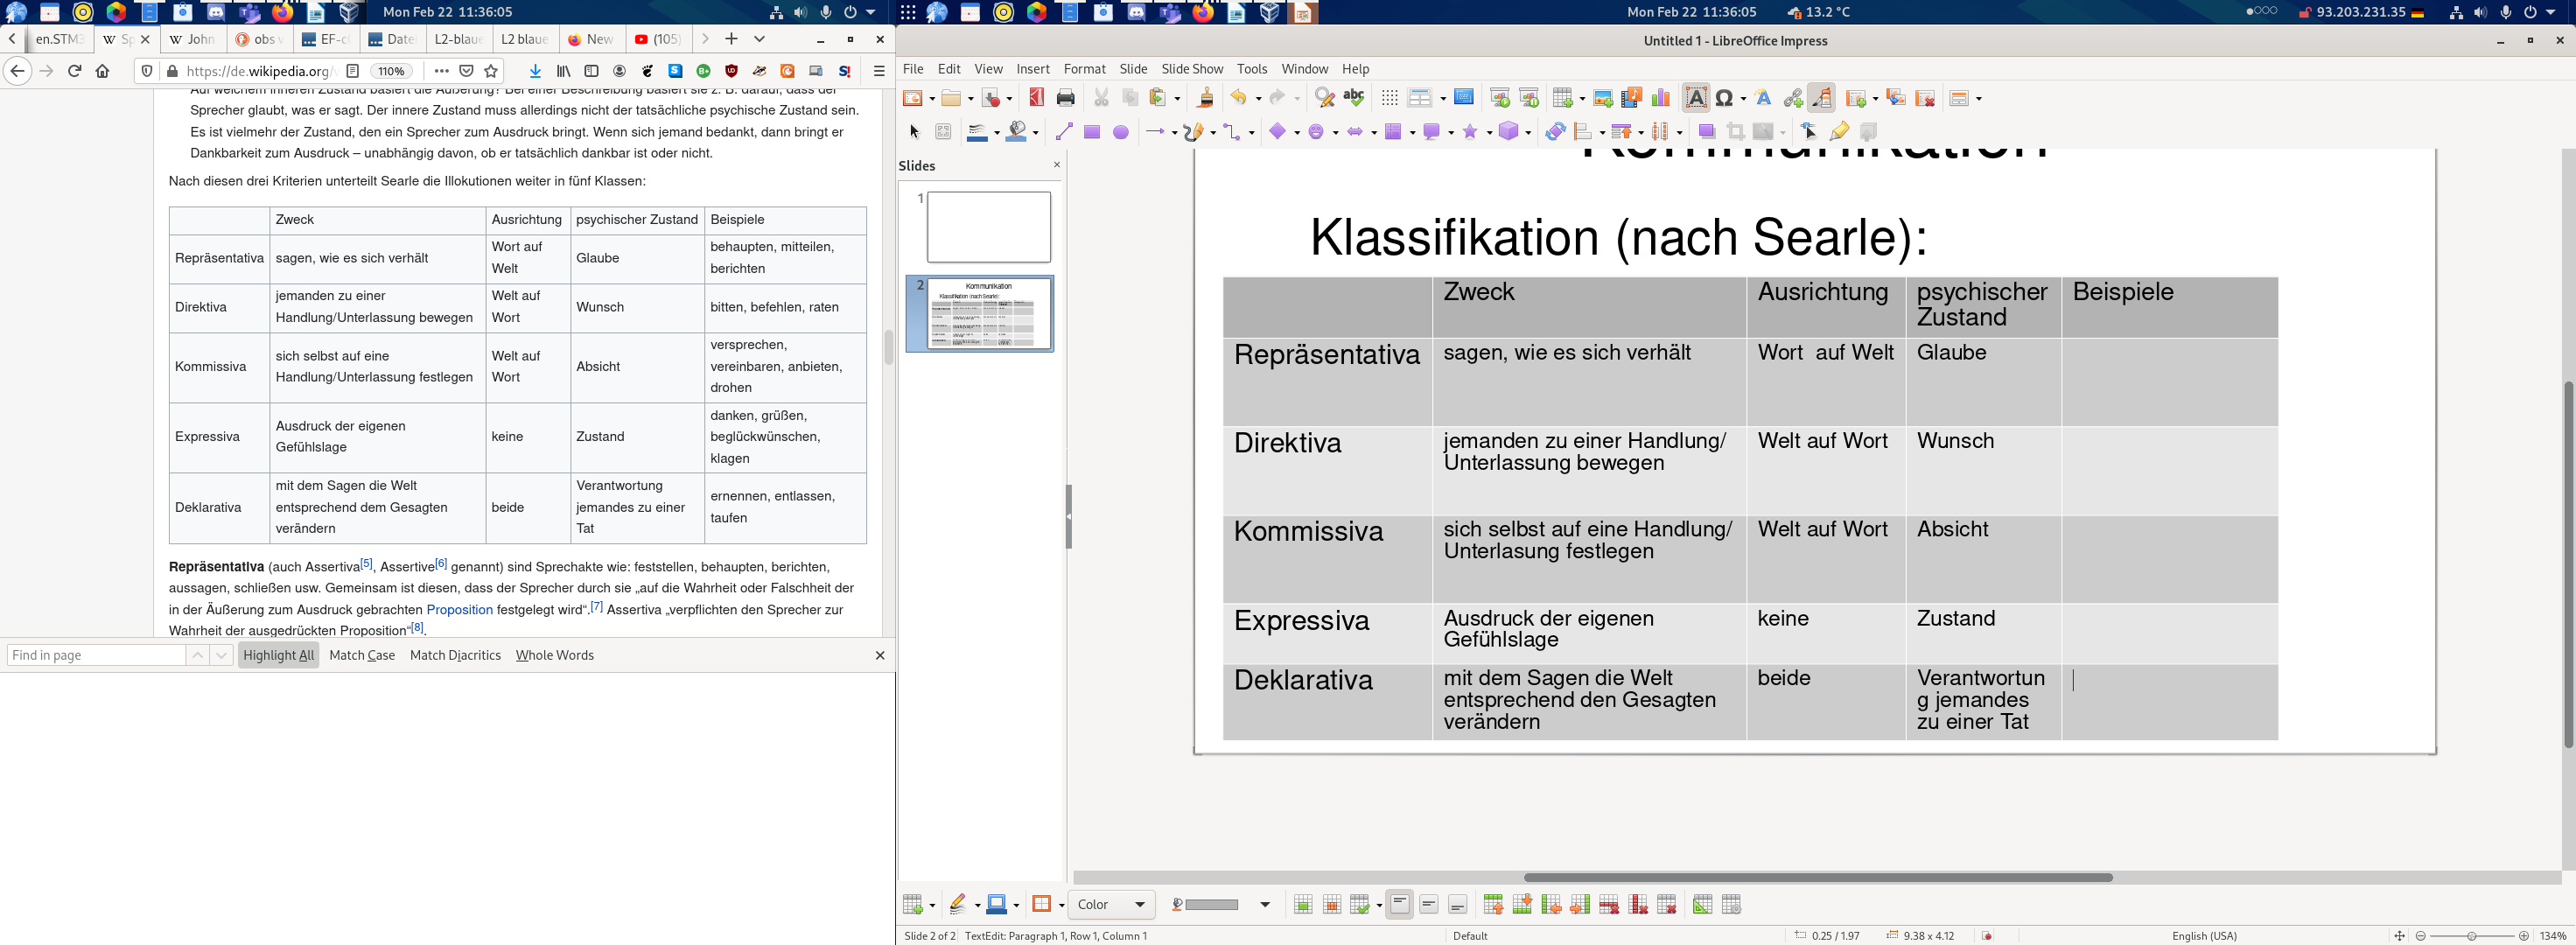 Mon Feb 22 11:36:05
Mon Feb 22 11:36:05
13.2 °C
93.203.231.35
en.STM3
Sp
John
obs v
EF-cl
Date
L2-blaue
L2 blaue
New
(105)
https://de.wikipedia.org/
110%
Sprecher glaubt, was er sagt. Der innere Zustand muss allerdings nicht der tatsächliche psychische Zustand sein.
Es ist vielmehr der Zustand, den ein Sprecher zum Ausdruck bringt. Wenn sich jemand bedankt, dann bringt er
Dankbarkeit zum Ausdruck – unabhängig davon, ob er tatsächlich dankbar ist oder nicht.
Nach diesen drei Kriterien unterteilt Searle die Illokutionen weiter in fünf Klassen:
Zweck
Ausrichtung
psychischer Zustand
Beispiele
Repräsentativa
sagen, wie es sich verhält
Wort auf
Welt
Glaube
behaupten, mitteilen,
berichten
Direktiva
jemanden zu einer
Handlung/Unterlassung bewegen
Welt auf
Wort
Wunsch
bitten, befehlen, raten
Kommissiva
sich selbst auf eine
Handlung/Unterlassung festlegen
Welt auf
Wort
Absicht
versprechen,
vereinbaren, anbieten,
drohen
Expressiva
Ausdruck der eigenen
Gefühlslage
keine
Zustand
danken, grüßen,
beglückwünschen,
klagen
Deklarativa
mit dem Sagen die Welt
entsprechend dem Gesagten
verändern
beide
Verantwortung
jemandes zu einer
Tat
ernennen, entlassen,
taufen
Repräsentativa (auch Assertiva[5], Assertive[6] genannt) sind Sprechakte wie: feststellen, behaupten, berichten,
aussagen, schließen usw. Gemeinsam ist diesen, dass der Sprecher durch sie „auf die Wahrheit oder Falschheit der
in der Äußerung zum Ausdruck gebrachten Proposition festgelegt wird“.[7] Assertiva „verpflichten den Sprecher zur
Wahrheit der ausgedrückten Proposition“[8].
Find in page
Highlight All
Match Case
Match Diacritics
Whole Words
Untitled 1 - LibreOffice Impress
File Edit View Insert Format Slide Slide Show Tools Window Help
Slides
1
2
Kommunikation
Klassifikation (nach Searle):
Kommunikation
Klassifikation (nach Searle):
Zweck
Ausrichtung
psychischer
Zustand
Beispiele
Repräsentativa
sagen, wie es sich verhält
Wort  auf Welt
Glaube
Direktiva
jemanden zu einer Handlung/
Unterlassung bewegen
Welt auf Wort
Wunsch
Kommissiva
sich selbst auf eine Handlung/
Unterlasung festlegen
Welt auf Wort
Absicht
Expressiva
Ausdruck der eigenen
Gefühlslage
keine
Zustand
Deklarativa
mit dem Sagen die Welt
entsprechend den Gesagten
verändern
beide
Verantwortun
g jemandes
zu einer Tat
Color
Slide 2 of 2
TextEdit: Paragraph 1, Row 1, Column 1
Default
0.25 / 1.97
9.38 x 4.12
English (USA)
134%